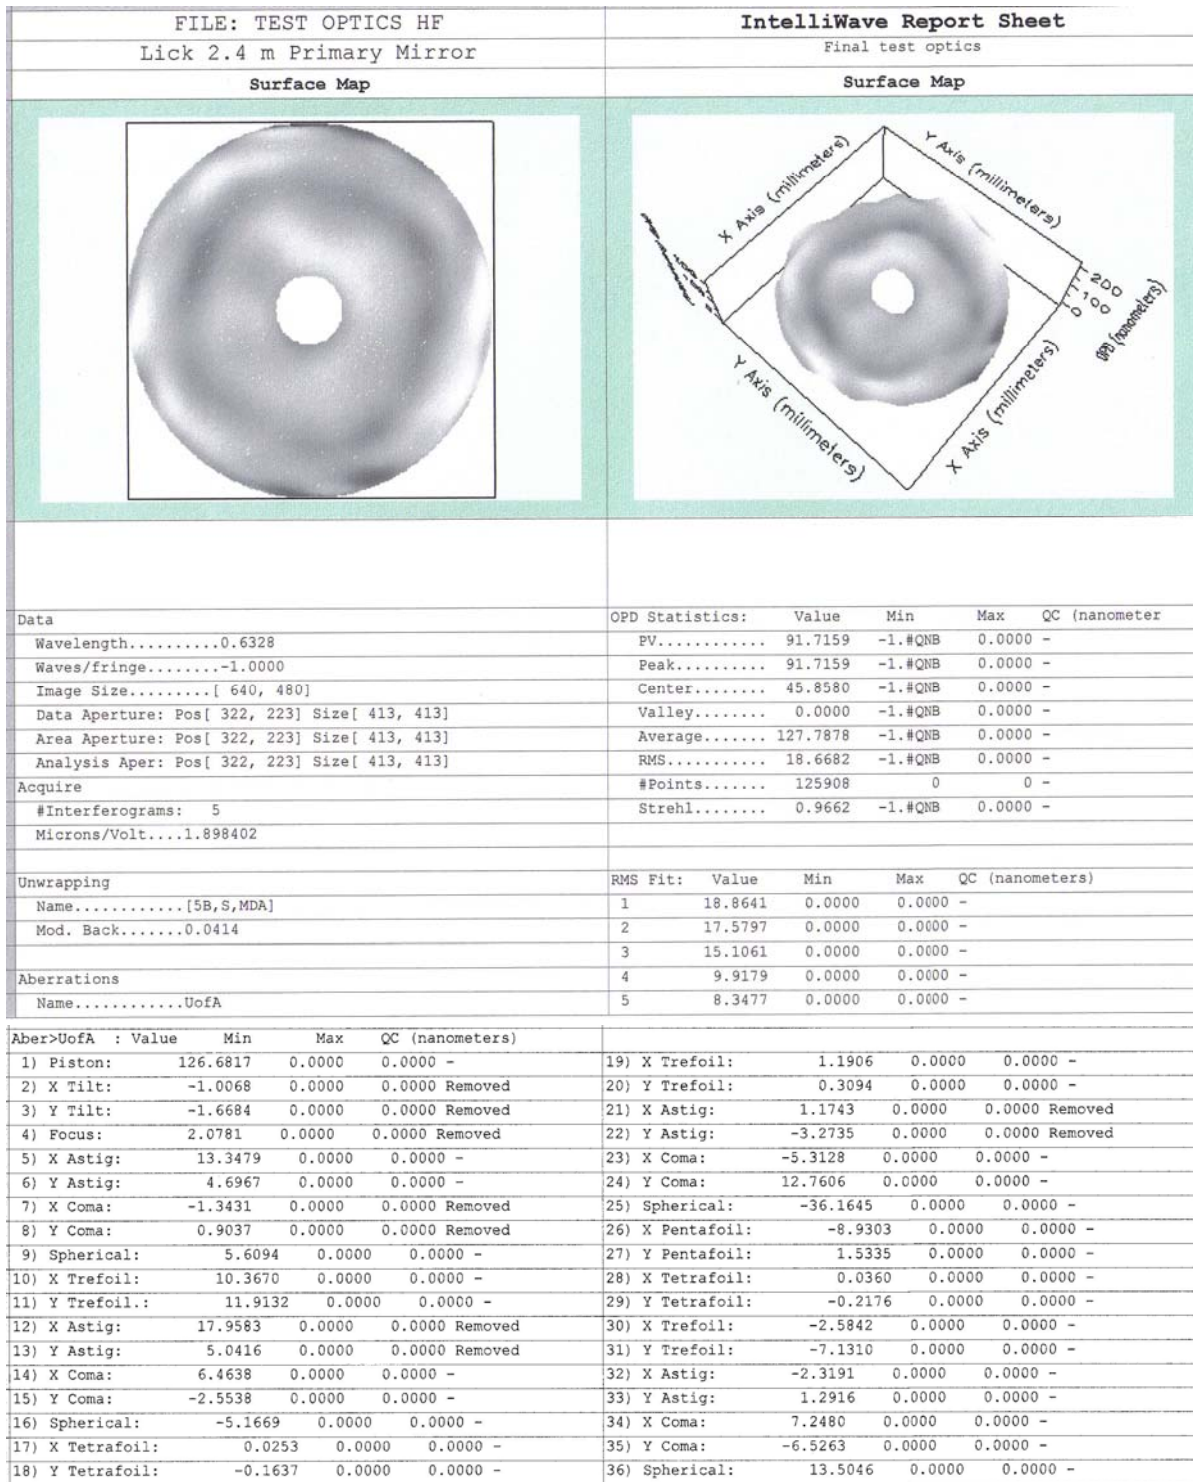 FILE: TEST OPTICS HF
Lick 2.4 m Primary Mirror
Surface Map
IntelliWave Report Sheet
Final test optics
Surface Map
X Axis (millimeters)
Y Axis (millimeters)
200
100
0
OPD (nanometers)
Y Axis (millimeters)
X Axis (millimeters)
Data
Wavelength..........0.6328
Waves/fringe........-1.0000
Image Size.........[ 640, 480]
Data Aperture: Pos[ 322, 223] Size[ 413, 413]
Area Aperture: Pos[ 322, 223] Size[ 413, 413]
Analysis Aper: Pos[ 322, 223] Size[ 413, 413]
Acquire
#Interferograms: 5
Microns/Volt....1.898402
Unwrapping
Name............[5B,S,MDA]
Mod. Back.......0.0414
Aberrations
Name............UofA
OPD Statistics: Value Min Max QC (nanometer
PV............ 91.7159 -1.#QNB 0.0000 -
Peak.......... 91.7159 -1.#QNB 0.0000 -
Center........ 45.8580 -1.#QNB 0.0000 -
Valley........ 0.0000 -1.#QNB 0.0000 -
Average....... 127.7878 -1.#QNB 0.0000 -
RMS........... 18.6682 -1.#QNB 0.0000 -
#Points....... 125908 0 0 -
Strehl........ 0.9662 -1.#QNB 0.0000 -
RMS Fit: Value Min Max QC (nanometers)
1 18.8641 0.0000 0.0000 -
2 17.5797 0.0000 0.0000 -
3 15.1061 0.0000 0.0000 -
4 9.9179 0.0000 0.0000 -
5 8.3477 0.0000 0.0000 -
Aber>UofA : Value Min Max QC (nanometers)
1) Piston: 126.6817 0.0000 0.0000 -
2) X Tilt: -1.0068 0.0000 0.0000 Removed
3) Y Tilt: -1.6684 0.0000 0.0000 Removed
4) Focus: 2.0781 0.0000 0.0000 Removed
5) X Astig: 13.3479 0.0000 0.0000 -
6) Y Astig: 4.6967 0.0000 0.0000 -
7) X Coma: -1.3431 0.0000 0.0000 Removed
8) Y Coma: 0.9037 0.0000 0.0000 Removed
9) Spherical: 5.6094 0.0000 0.0000 -
10) X Trefoil: 10.3670 0.0000 0.0000 -
11) Y Trefoil.: 11.9132 0.0000 0.0000 -
12) X Astig: 17.9583 0.0000 0.0000 Removed
13) Y Astig: 5.0416 0.0000 0.0000 Removed
14) X Coma: 6.4638 0.0000 0.0000 -
15) Y Coma: -2.5538 0.0000 0.0000 -
16) Spherical: -5.1669 0.0000 0.0000 -
17) X Tetrafoil: 0.0253 0.0000 0.0000 -
18) Y Tetrafoil: -0.1637 0.0000 0.0000 -
19) X Trefoil: 1.1906 0.0000 0.0000 -
20) Y Trefoil: 0.3094 0.0000 0.0000 -
21) X Astig: 1.1743 0.0000 0.0000 Removed
22) Y Astig: -3.2735 0.0000 0.0000 Removed
23) X Coma: -5.3128 0.0000 0.0000 -
24) Y Coma: 12.7606 0.0000 0.0000 -
25) Spherical: -36.1645 0.0000 0.0000 -
26) X Pentafoil: -8.9303 0.0000 0.0000 -
27) Y Pentafoil: 1.5335 0.0000 0.0000 -
28) X Tetrafoil: 0.0360 0.0000 0.0000 -
29) Y Tetrafoil: -0.2176 0.0000 0.0000 -
30) X Trefoil: -2.5842 0.0000 0.0000 -
31) Y Trefoil: -7.1310 0.0000 0.0000 -
32) X Astig: -2.3191 0.0000 0.0000 -
33) Y Astig: 1.2916 0.0000 0.0000 -
34) X Coma: 7.2480 0.0000 0.0000 -
35) Y Coma: -6.5263 0.0000 0.0000 -
36) Spherical: 13.5046 0.0000 0.0000 -